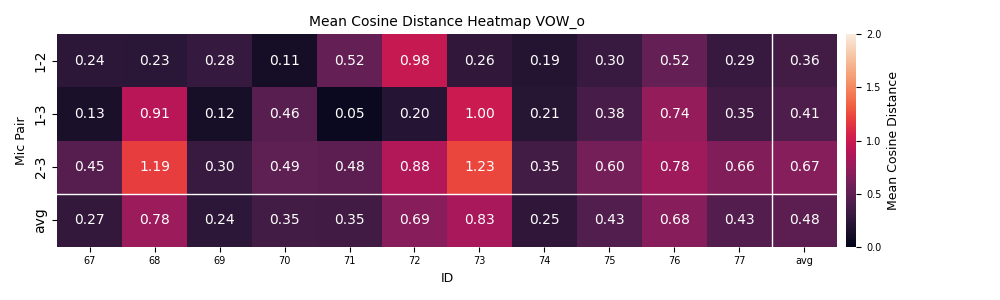 Mean Cosine Distance Heatmap VOW_o
Mic Pair
1-2 0.24 0.23 0.28 0.11 0.52 0.98 0.26 0.19 0.30 0.52 0.29 0.36
1-3 0.13 0.91 0.12 0.46 0.05 0.20 1.00 0.21 0.38 0.74 0.35 0.41
2-3 0.45 1.19 0.30 0.49 0.48 0.88 1.23 0.35 0.60 0.78 0.66 0.67
avg 0.27 0.78 0.24 0.35 0.35 0.69 0.83 0.25 0.43 0.68 0.43 0.48
67 68 69 70 71 72 73 74 75 76 77 avg
ID
2.0
1.5
1.0
0.5
0.0
Mean Cosine Distance